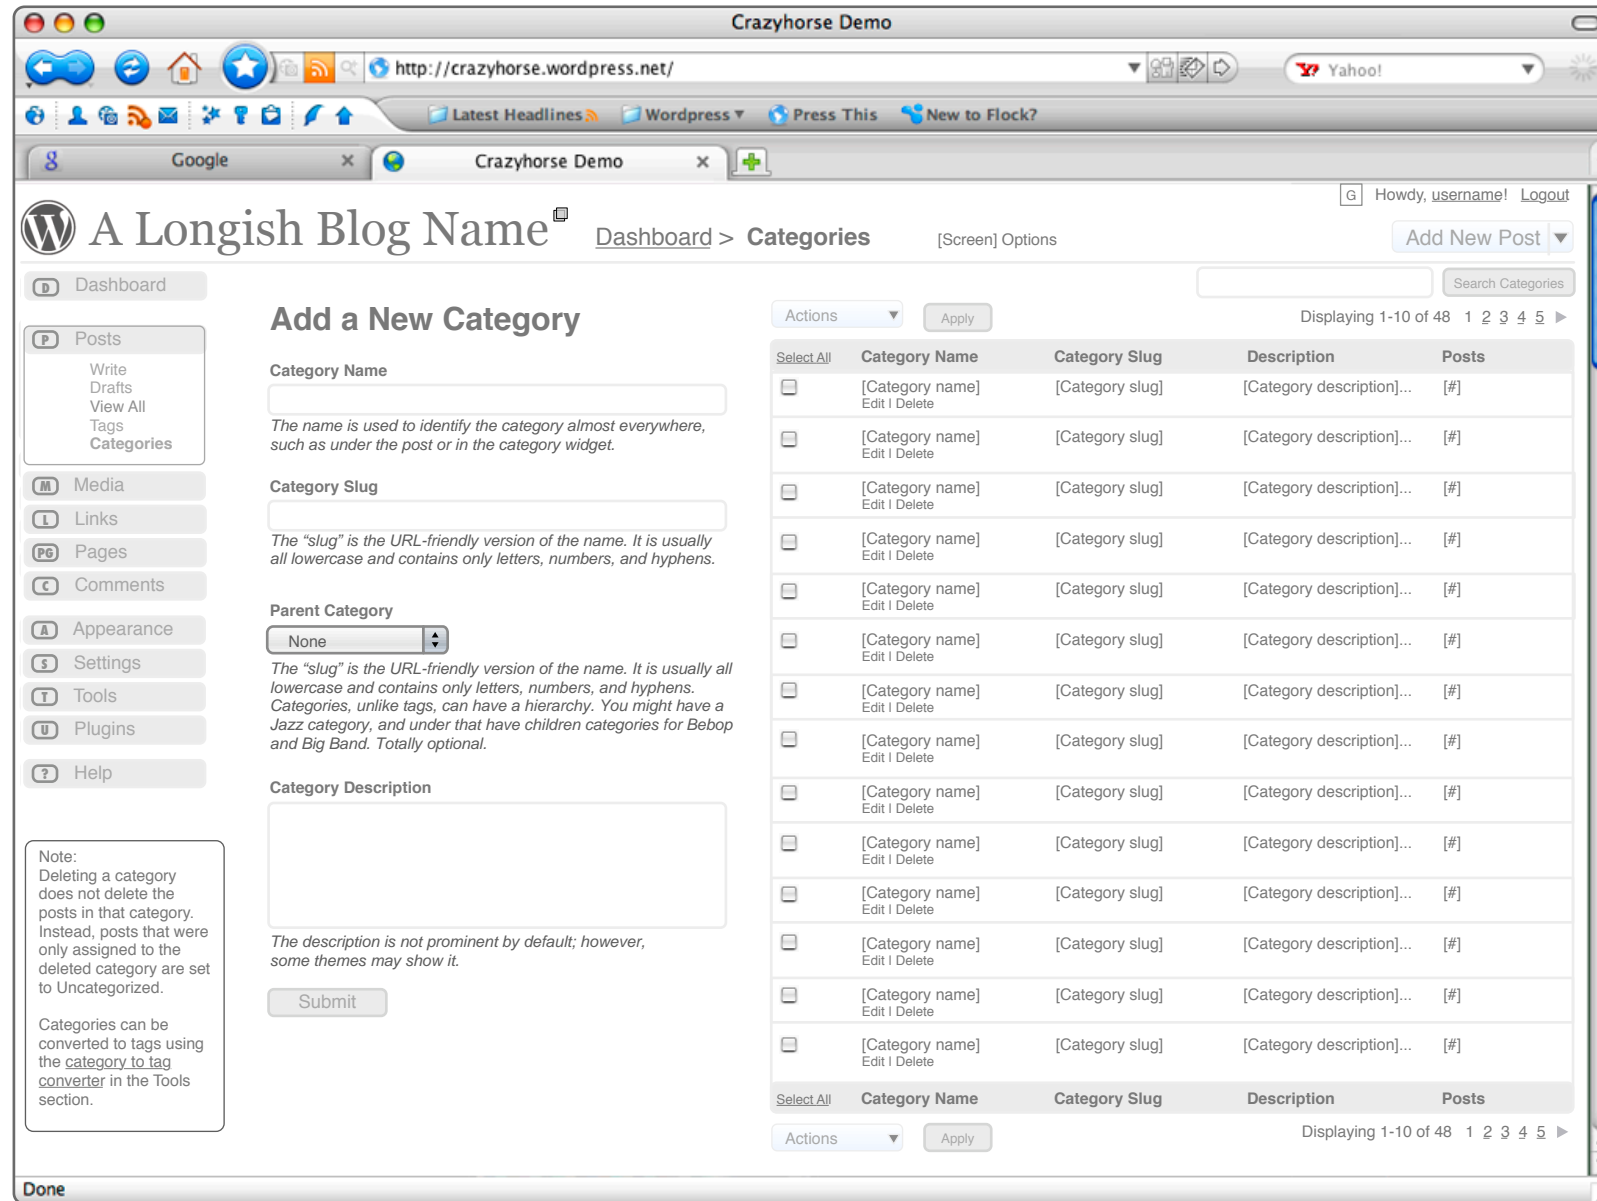 Crazyhorse Demo
http://crazyhorse.wordpress.net/
Yahoo!
Latest Headlines
Wordpress
Press This
New to Flock?
Google
Crazyhorse Demo
G Howdy, username! Logout
A Longish Blog Name
Dashboard > Categories
[Screen] Options
Add New Post
D Dashboard
P Posts
Write
Drafts
View All
Tags
Categories
M Media
L Links
PG Pages
C Comments
A Appearance
S Settings
T Tools
U Plugins
? Help
Note:
Deleting a category
does not delete the
posts in that category.
Instead, posts that were
only assigned to the
deleted category are set
to Uncategorized.
Categories can be
converted to tags using
the category to tag
converter in the Tools
section.
Add a New Category
Category Name
The name is used to identify the category almost everywhere,
such as under the post or in the category widget.
Category Slug
The “slug” is the URL-friendly version of the name. It is usually
all lowercase and contains only letters, numbers, and hyphens.
Parent Category
None
The “slug” is the URL-friendly version of the name. It is usually all
lowercase and contains only letters, numbers, and hyphens.
Categories, unlike tags, can have a hierarchy. You might have a
Jazz category, and under that have children categories for Bebop
and Big Band. Totally optional.
Category Description
The description is not prominent by default; however,
some themes may show it.
Submit
Search Categories
Actions
Apply
Displaying 1-10 of 48 1 2 3 4 5
Select All Category Name Category Slug Description Posts
[Category name] [Category slug] [Category description]... [#]
Edit | Delete
[Category name] [Category slug] [Category description]... [#]
Edit | Delete
[Category name] [Category slug] [Category description]... [#]
Edit | Delete
[Category name] [Category slug] [Category description]... [#]
Edit | Delete
[Category name] [Category slug] [Category description]... [#]
Edit | Delete
[Category name] [Category slug] [Category description]... [#]
Edit | Delete
[Category name] [Category slug] [Category description]... [#]
Edit | Delete
[Category name] [Category slug] [Category description]... [#]
Edit | Delete
[Category name] [Category slug] [Category description]... [#]
Edit | Delete
[Category name] [Category slug] [Category description]... [#]
Edit | Delete
[Category name] [Category slug] [Category description]... [#]
Edit | Delete
[Category name] [Category slug] [Category description]... [#]
Edit | Delete
[Category name] [Category slug] [Category description]... [#]
Edit | Delete
[Category name] [Category slug] [Category description]... [#]
Edit | Delete
Select All Category Name Category Slug Description Posts
Actions
Apply
Displaying 1-10 of 48 1 2 3 4 5
Done